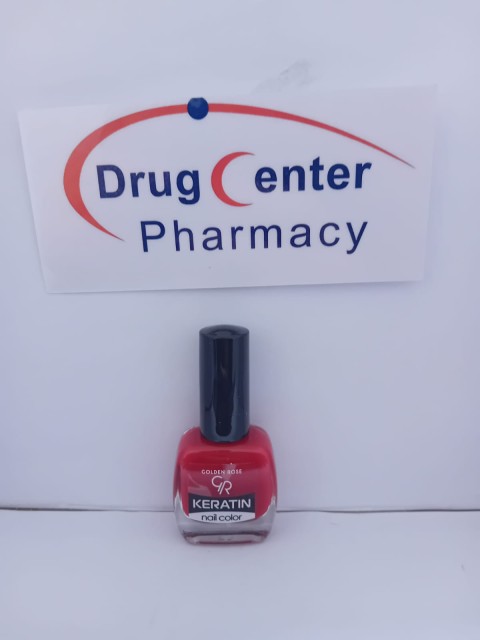 Drug Center
Pharmacy
GOLDEN ROSE
GR
KERATIN
nail color